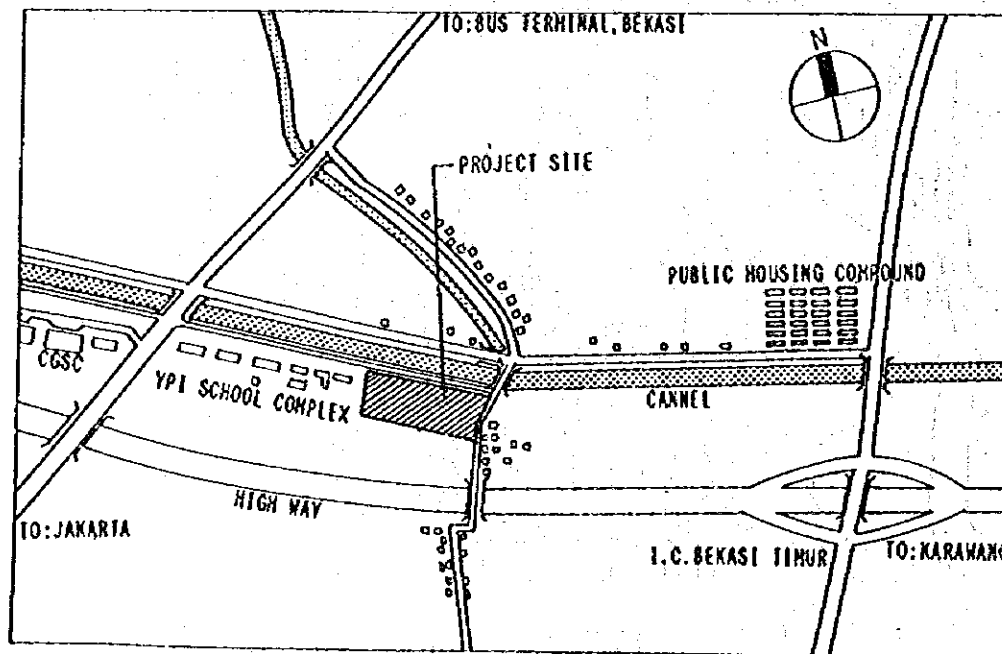 TO:BUS TERMINAL, BEKASI
N
PROJECT SITE
PUBLIC HOUSING COMPOUND
CGSC
YPI SCHOOL COMPLEX
CANNEL
HIGH WAY
TO:JAKARTA
I.C.BEKASI TIMUR
TO:KARAWANG